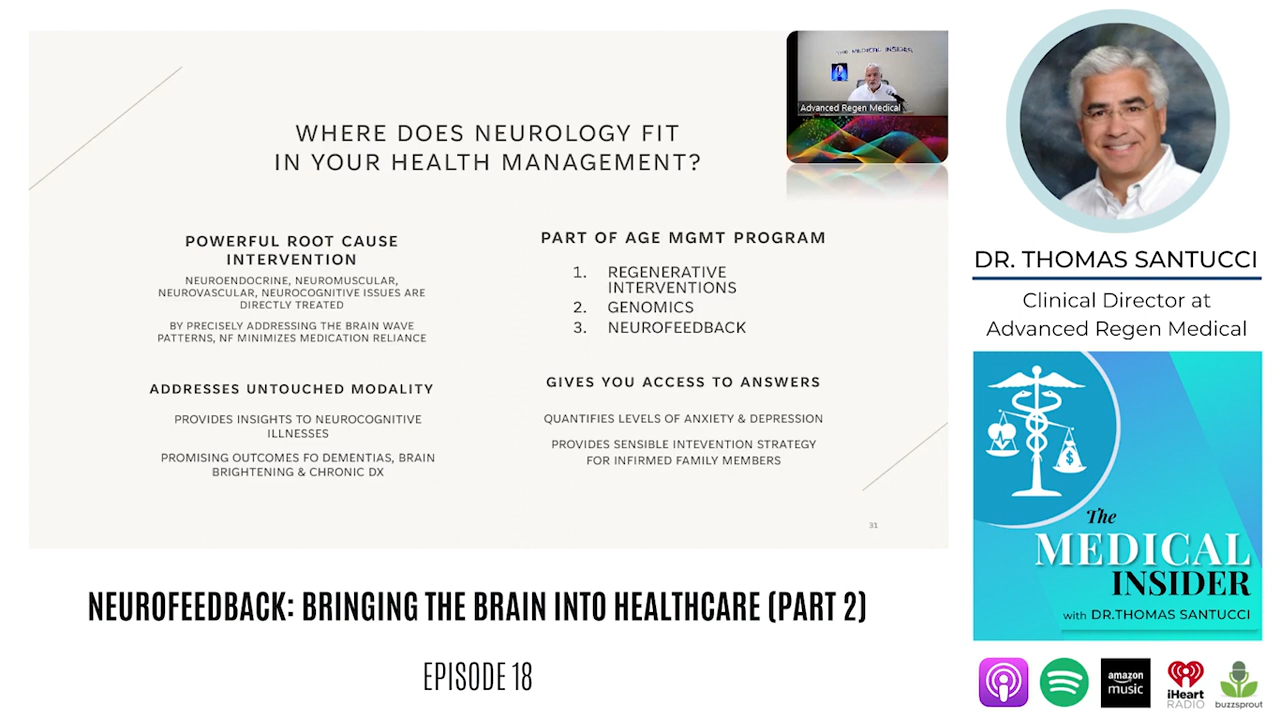 WHERE DOES NEUROLOGY FIT
IN YOUR HEALTH MANAGEMENT?
POWERFUL ROOT CAUSE
INTERVENTION
NEUROENDOCRINE, NEUROMUSCULAR,
NEUROVASCULAR, NEUROCOGNITIVE ISSUES ARE
DIRECTLY TREATED
BY PRECISELY ADDRESSING THE BRAIN WAVE
PATTERNS, NF MINIMIZES MEDICATION RELIANCE
PART OF AGE MGMT PROGRAM
1. REGENERATIVE
INTERVENTIONS
2. GENOMICS
3. NEUROFEEDBACK
ADDRESSES UNTOUCHED MODALITY
PROVIDES INSIGHTS TO NEUROCOGNITIVE
ILLNESSES
PROMISING OUTCOMES FO DEMENTIAS, BRAIN
BRIGHTENING & CHRONIC DX
GIVES YOU ACCESS TO ANSWERS
QUANTIFIES LEVELS OF ANXIETY & DEPRESSION
PROVIDES SENSIBLE INTEVENTION STRATEGY
FOR INFIRMED FAMILY MEMBERS
31
THE MEDICAL INSIDER
Advanced Regen Medical
NEUROFEEDBACK: BRINGING THE BRAIN INTO HEALTHCARE (PART 2)
EPISODE 18
DR. THOMAS SANTUCCI
Clinical Director at
Advanced Regen Medical
$
The
MEDICAL
INSIDER
with DR.THOMAS SANTUCCI
amazon
music
iHeart
RADIO
buzzsprout